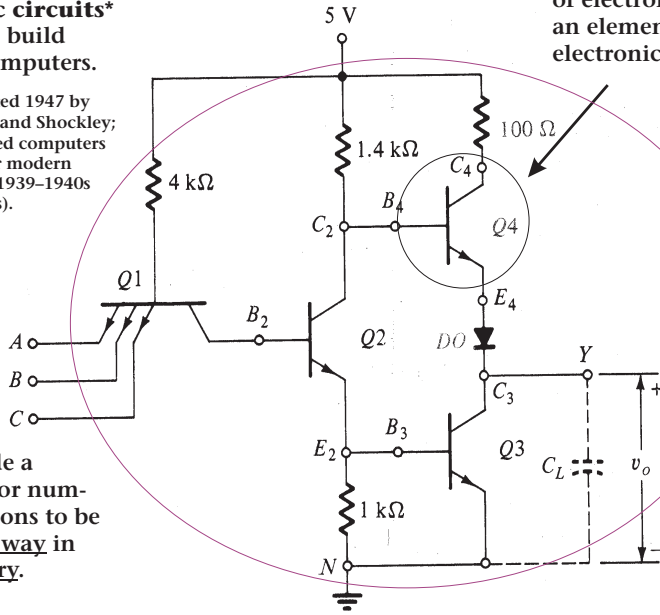 c circuits*
build
mputers.
ed 1947 by
and Shockley;
ed computers
r modern
1939–1940s
s).
of electron
an elemen
electronic
5 V
100 Ω
1.4 kΩ
4 kΩ
C4
B4
Q4
C2
Q1
E4
B2
Q2
DO
A
Y
B
C3
+
C
B3
E2
Q3
CL
vo
le a
or num-
ons to be
way in
ry.
1 kΩ
N
–